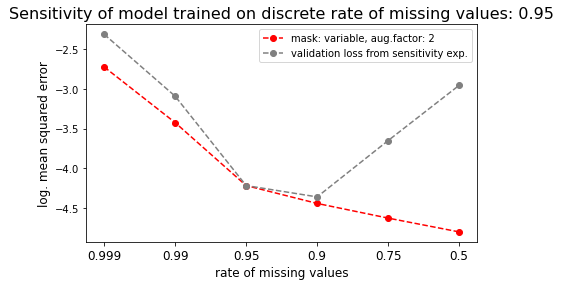 Sensitivity of model trained on discrete rate of missing values: 0.95
mask: variable, aug.factor: 2
validation loss from sensitivity exp.
log. mean squared error
−2.5
−3.0
−3.5
−4.0
−4.5
0.999
0.99
0.95
0.9
0.75
0.5
rate of missing values